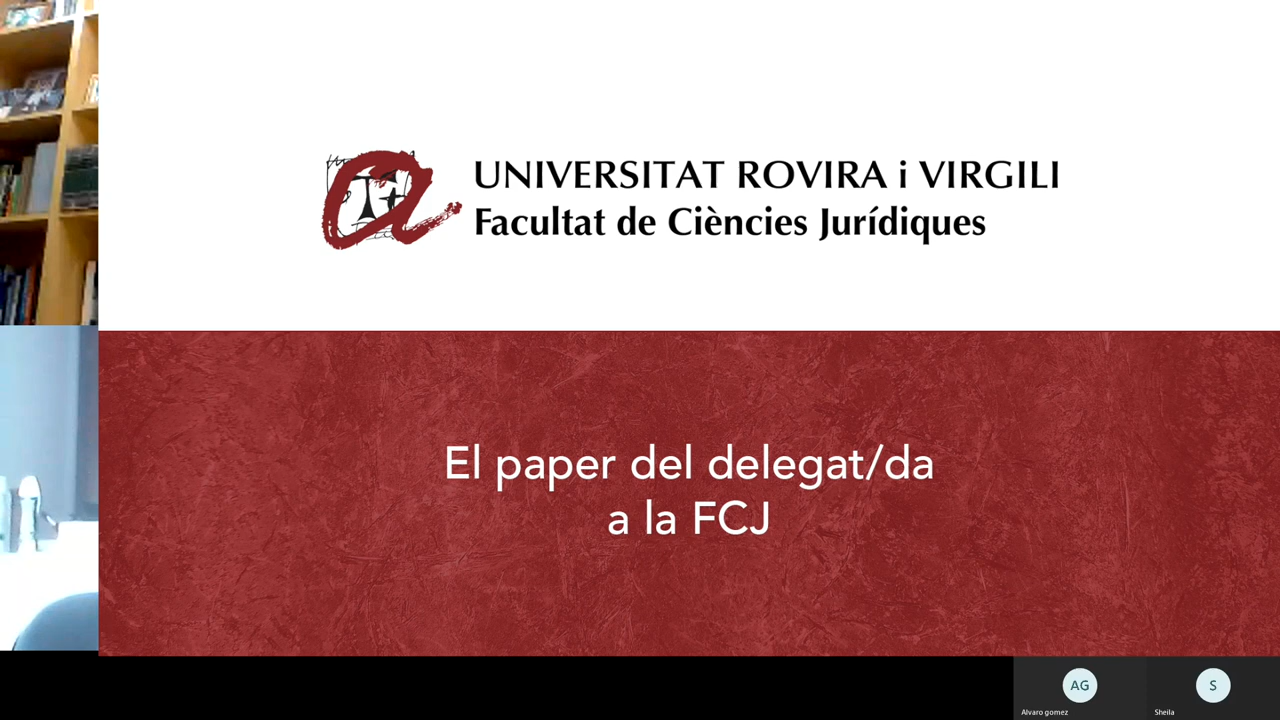 UNIVERSITAT ROVIRA i VIRGILI
Facultat de Ciències Jurídiques
El paper del delegat/da
a la FCJ
AG
S
Alvaro gomez
Sheila